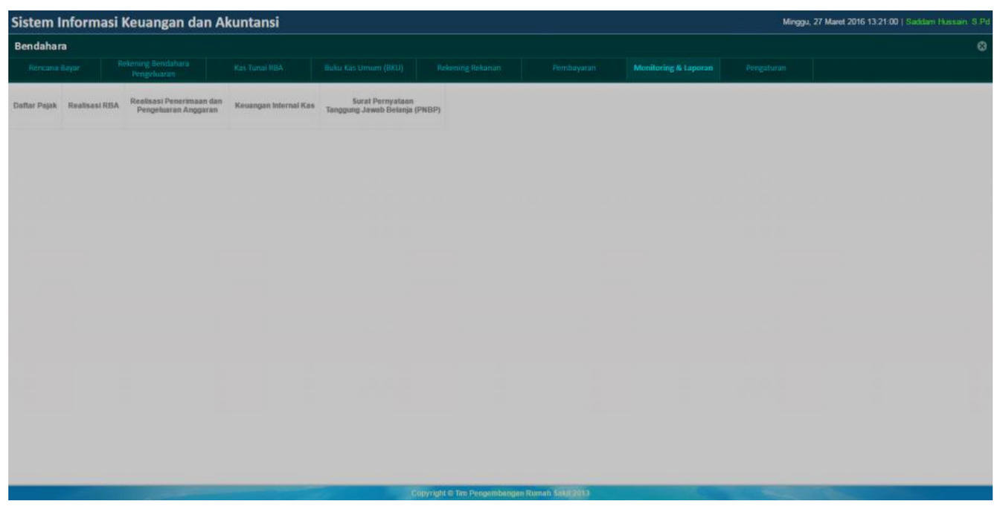 Sistem Informasi Keuangan dan Akuntansi
Minggu, 27 Maret 2016 13:21:00 | Saddam Hussain. S.Pd
Bendahara
Rencana Bayar
Rekening Bendahara
Pengeluaran
Kas Tunai RBA
Buku Kas Umum (BKU)
Rekening Rekanan
Pembayaran
Monitoring & Laporan
Pengaturan
Daftar Pajak
Realisasi RBA
Realisasi Penerimaan dan
Pengeluaran Anggaran
Keuangan Internal Kas
Surat Pernyataan
Tanggung Jawab Belanja (PNBP)
Copyright © Tim Pengembangan Rumah Sakit 2013